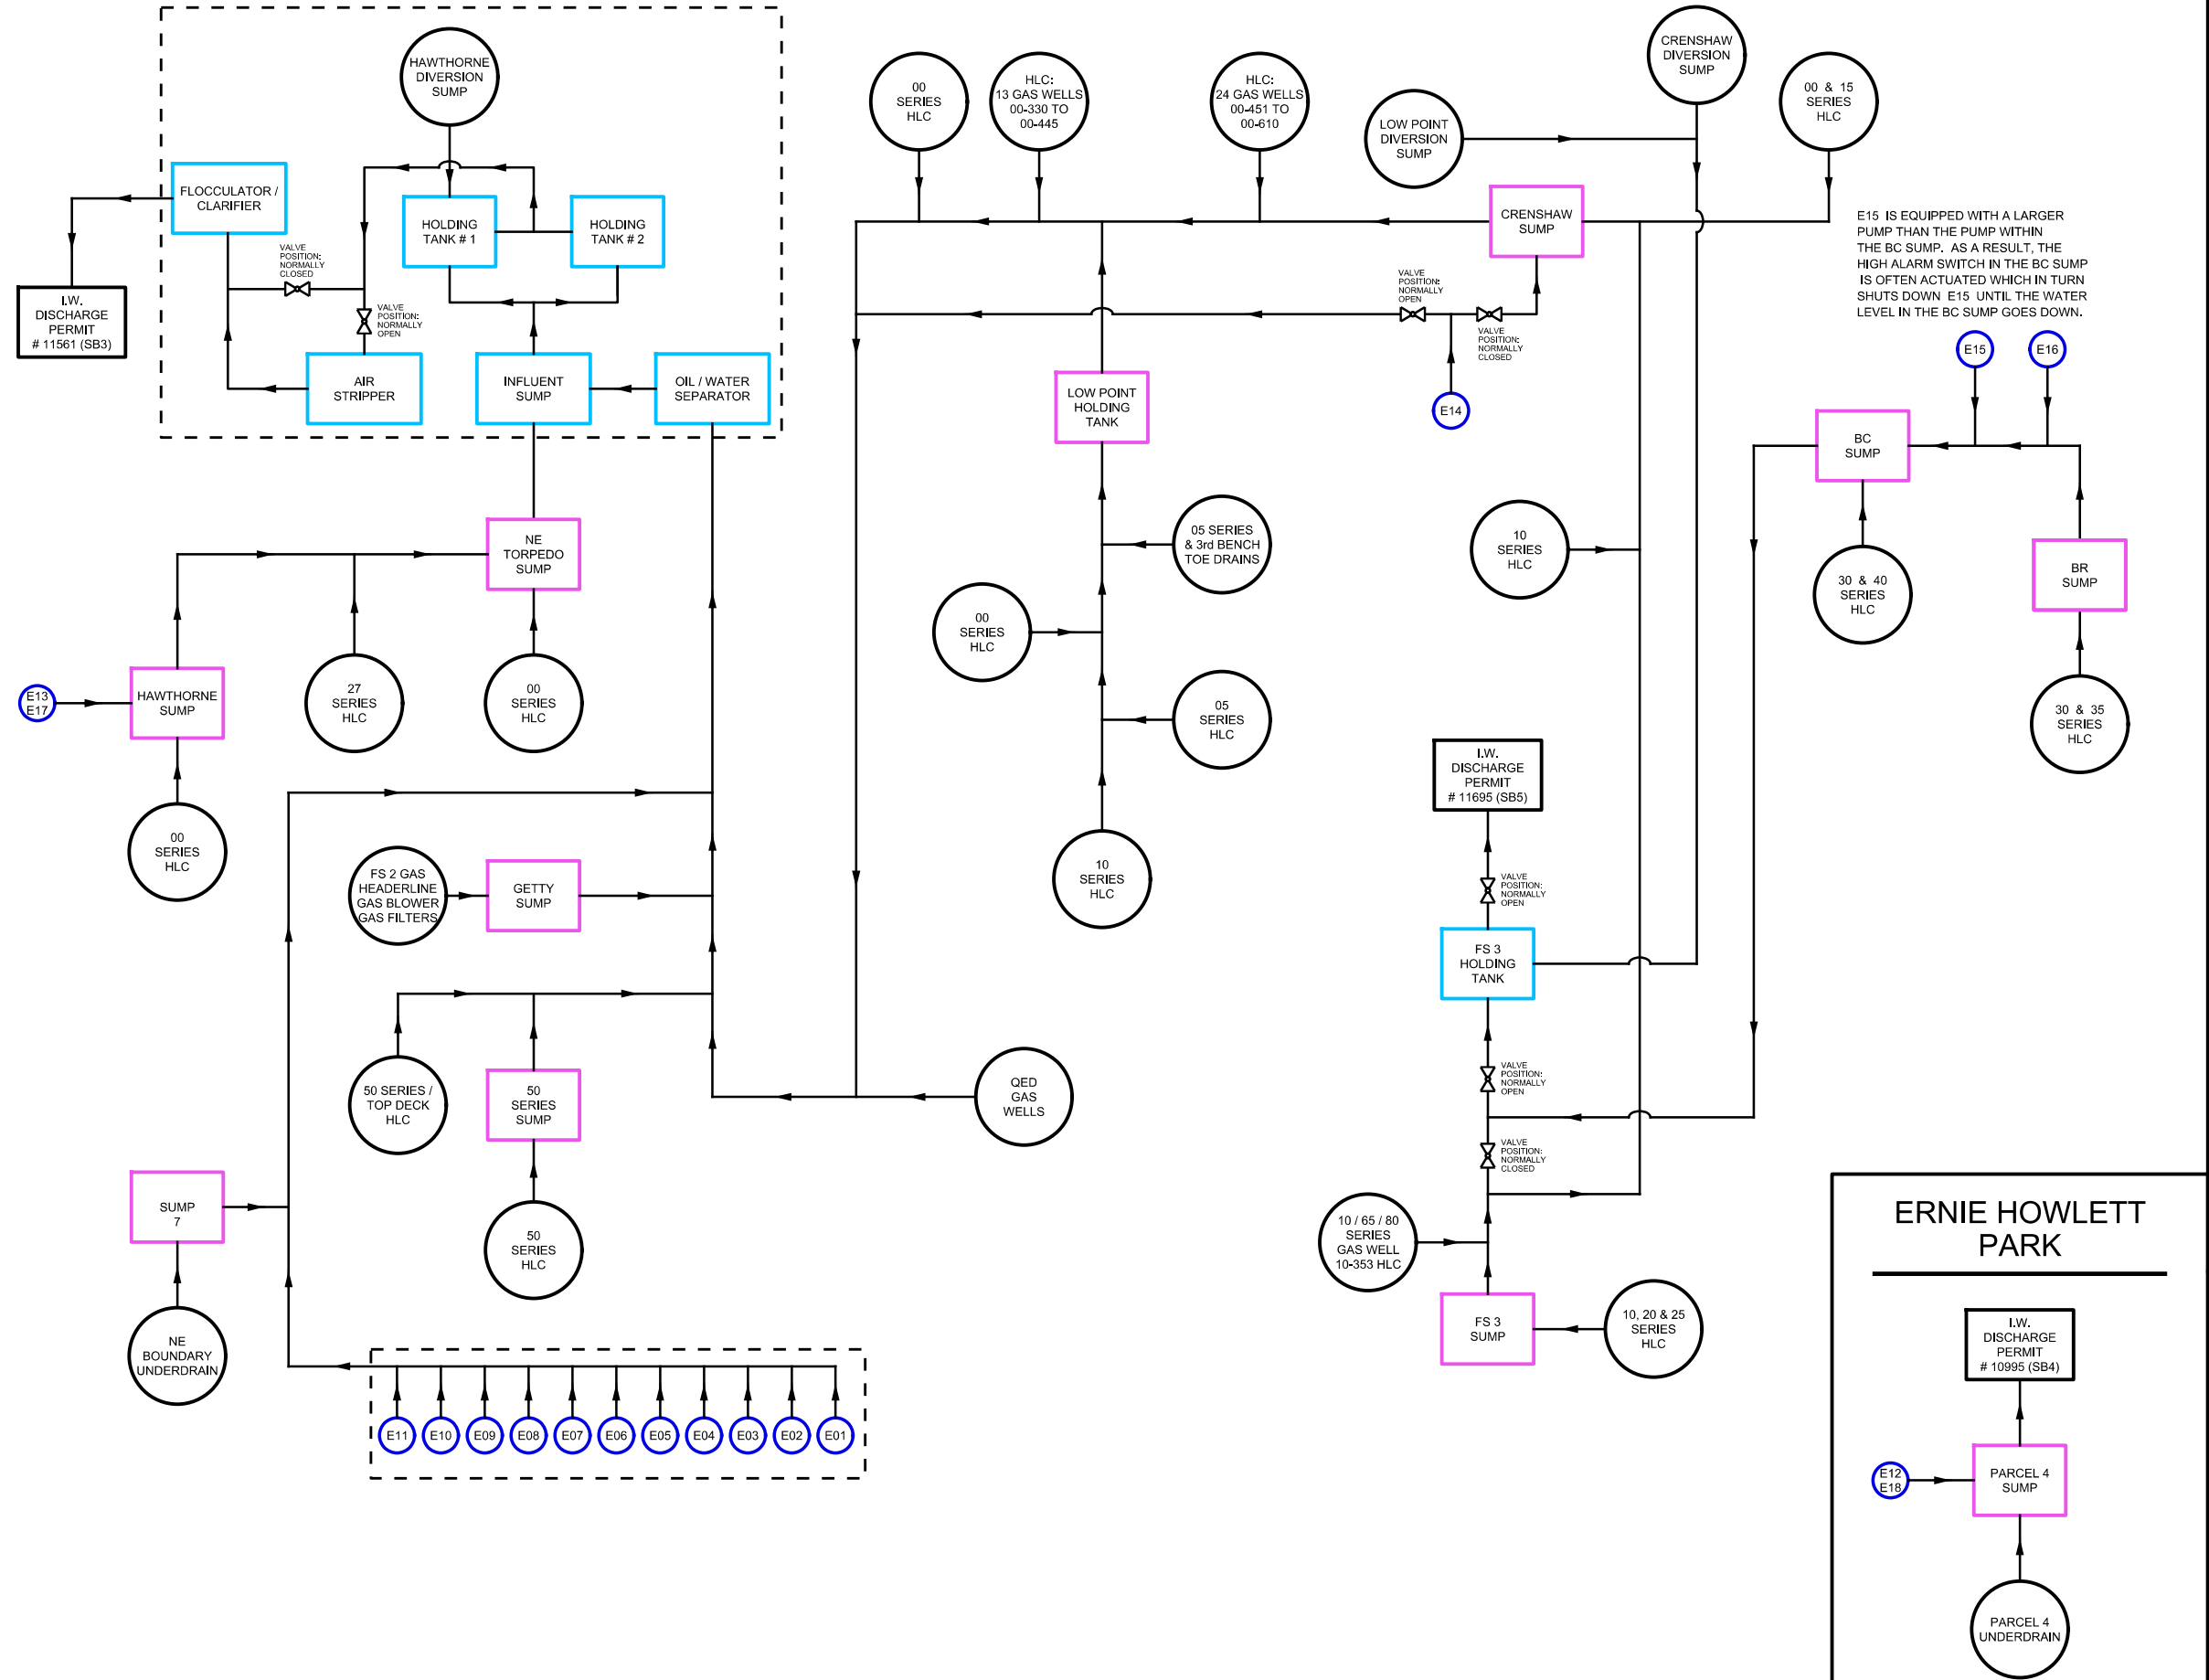 HAWTHORNE
DIVERSION
SUMP
FLOCCULATOR /
CLARIFIER
HOLDING
TANK # 1
HOLDING
TANK # 2
VALVE
POSITION:
NORMALLY
CLOSED
VALVE
POSITION:
NORMALLY
OPEN
I.W.
DISCHARGE
PERMIT
# 11561 (SB3)
AIR
STRIPPER
INFLUENT
SUMP
OIL / WATER
SEPARATOR
00
SERIES
HLC
HLC:
13 GAS WELLS
00-330 TO
00-445
HLC:
24 GAS WELLS
00-451 TO
00-610
LOW POINT
DIVERSION
SUMP
CRENSHAW
DIVERSION
SUMP
00 & 15
SERIES
HLC
CRENSHAW
SUMP
E15 IS EQUIPPED WITH A LARGER
PUMP THAN THE PUMP WITHIN
THE BC SUMP. AS A RESULT, THE
HIGH ALARM SWITCH IN THE BC SUMP
IS OFTEN ACTUATED WHICH IN TURN
SHUTS DOWN E15 UNTIL THE WATER
LEVEL IN THE BC SUMP GOES DOWN.
VALVE
POSITION:
NORMALLY
OPEN
VALVE
POSITION:
NORMALLY
CLOSED
E14
E15
E16
LOW POINT
HOLDING
TANK
BC
SUMP
BR
SUMP
30 & 40
SERIES
HLC
30 & 35
SERIES
HLC
10
SERIES
HLC
05 SERIES
& 3rd BENCH
TOE DRAINS
00
SERIES
HLC
05
SERIES
HLC
10
SERIES
HLC
NE
TORPEDO
SUMP
E13
E17
HAWTHORNE
SUMP
27
SERIES
HLC
00
SERIES
HLC
00
SERIES
HLC
FS 2 GAS
HEADERLINE
GAS BLOWER
GAS FILTERS
GETTY
SUMP
50 SERIES /
TOP DECK
HLC
50
SERIES
SUMP
50
SERIES
HLC
QED
GAS
WELLS
SUMP
7
NE
BOUNDARY
UNDERDRAIN
E11
E10
E09
E08
E07
E06
E05
E04
E03
E02
E01
I.W.
DISCHARGE
PERMIT
# 11695 (SB5)
VALVE
POSITION:
NORMALLY
OPEN
FS 3
HOLDING
TANK
VALVE
POSITION:
NORMALLY
OPEN
VALVE
POSITION:
NORMALLY
CLOSED
10 / 65 / 80
SERIES
GAS WELL
10-353 HLC
FS 3
SUMP
10, 20 & 25
SERIES
HLC
ERNIE HOWLETT
PARK
I.W.
DISCHARGE
PERMIT
# 10995 (SB4)
E12
E18
PARCEL 4
SUMP
PARCEL 4
UNDERDRAIN